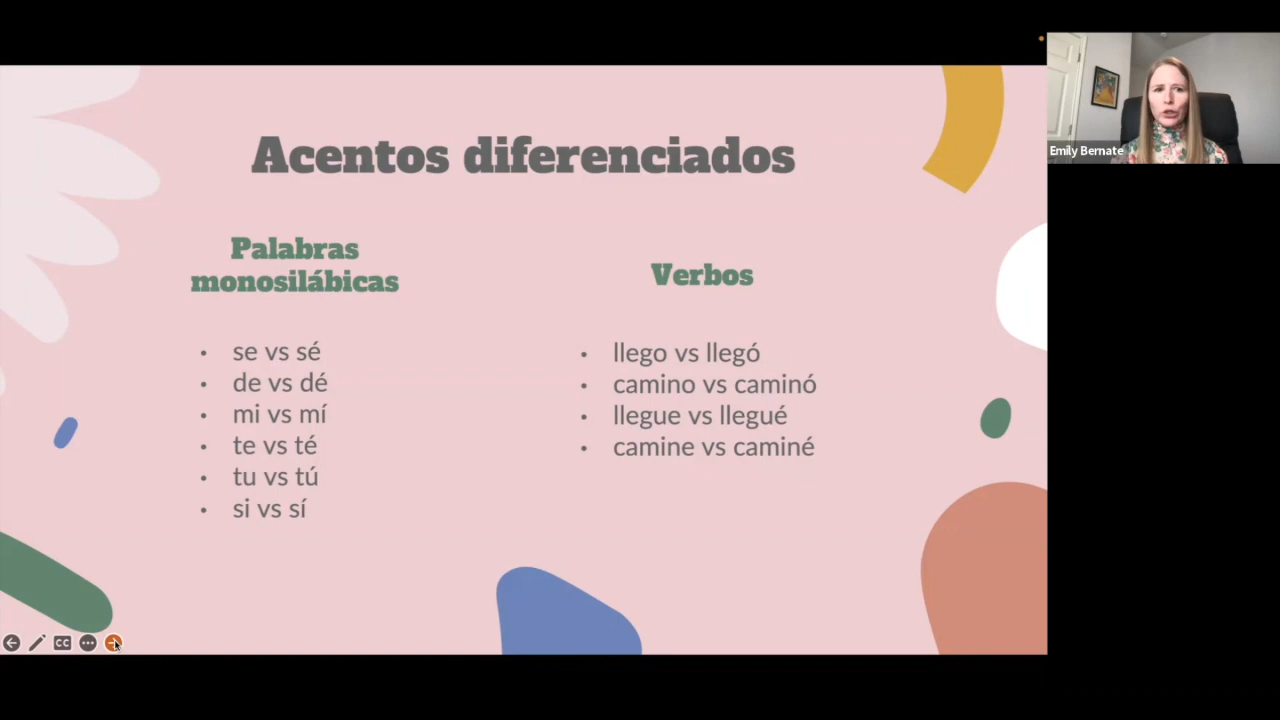 Acentos diferenciados
Palabras
monosilábicas
se vs sé
de vs dé
mi vs mí
te vs té
tu vs tú
si vs sí
Verbos
llego vs llegó
camino vs caminó
llegue vs llegué
camine vs caminé
Emily Bernate
CC